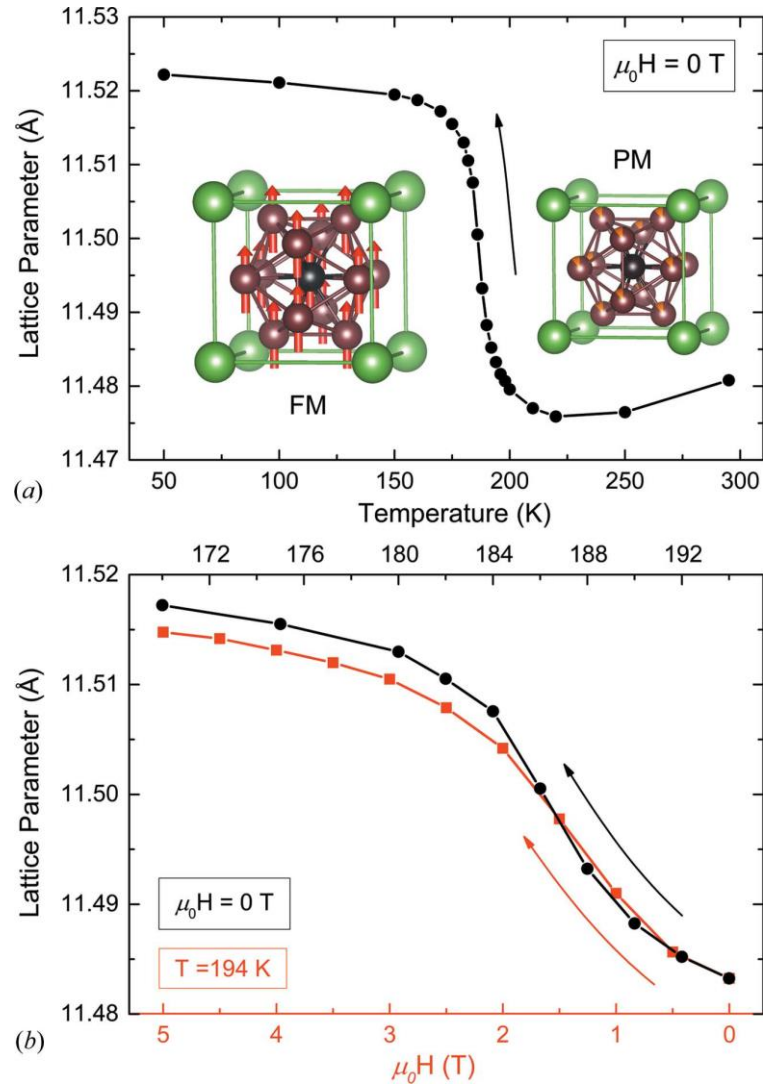 11.53
11.52
11.51
11.50
11.49
11.48
11.47
Lattice Parameter (Å)
μ₀H = 0 T
PM
FM
50 100 150 200 250 300
Temperature (K)
(a)
172 176 180 184 188 192
11.52
11.51
11.50
11.49
11.48
Lattice Parameter (Å)
μ₀H = 0 T
T =194 K
5 4 3 2 1 0
μ₀H (T)
(b)